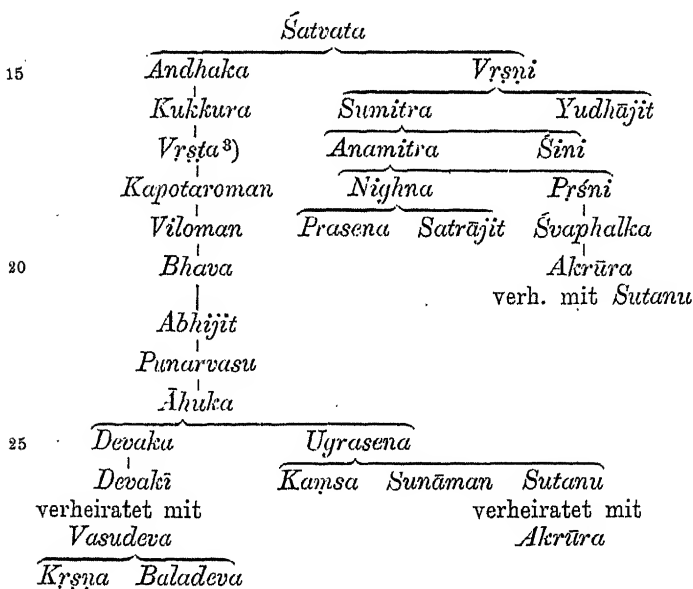 Śatvata
15 Andhaka Vṛṣṇi
Kukkura Sumitra Yudhājit
Vṛṣṭa³) Anamitra Śini
Kapotaroman Nighna Pṛśni
Viloman Prasena Satrājit Śvaphalka
20 Bhava Akrūra
verh. mit Sutanu
Abhijit
Punarvasu
Āhuka
25 Devaka Ugrasena
Devakī Kaṃsa Sunāman Sutanu
verheiratet mit verheiratet mit
Vasudeva Akrūra
Kṛṣṇa Baladeva